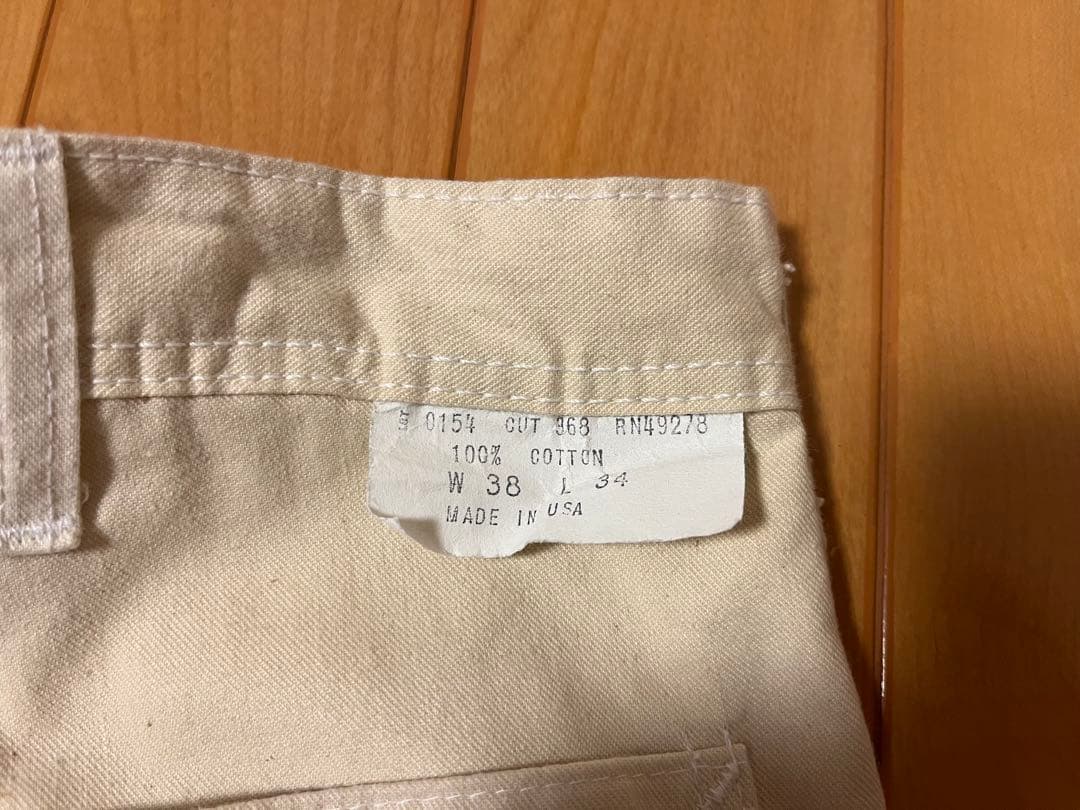 0154 CUT 968 RN49278
100% COTTON
W 38 L 34
MADE IN USA